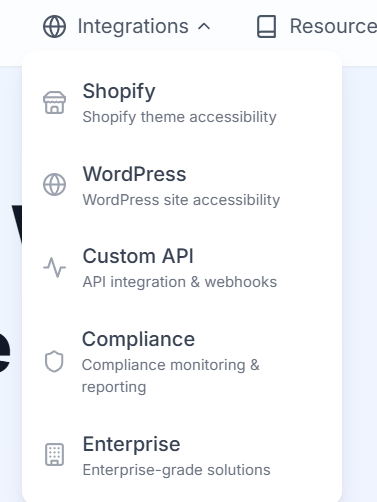 Integrations
Resource
Shopify
Shopify theme accessibility
WordPress
WordPress site accessibility
Custom API
API integration & webhooks
Compliance
Compliance monitoring &
reporting
Enterprise
Enterprise-grade solutions
e